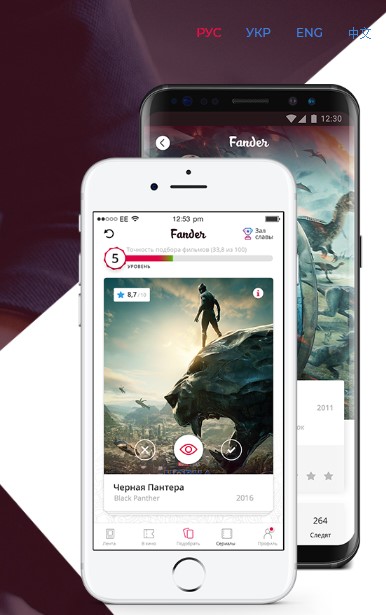 РУС УКР ENG 中文
12:30
Fander
EE 12:53 pm
Fander
Зал
славы
Точность подбора фильмов (33,8 из 100)
5
УРОВЕНЬ
8,7 /10
Черная Пантера
Black Panther 2016
Лента В кино Подобрать Сериалы Профиль
2011
ок
264
Следят